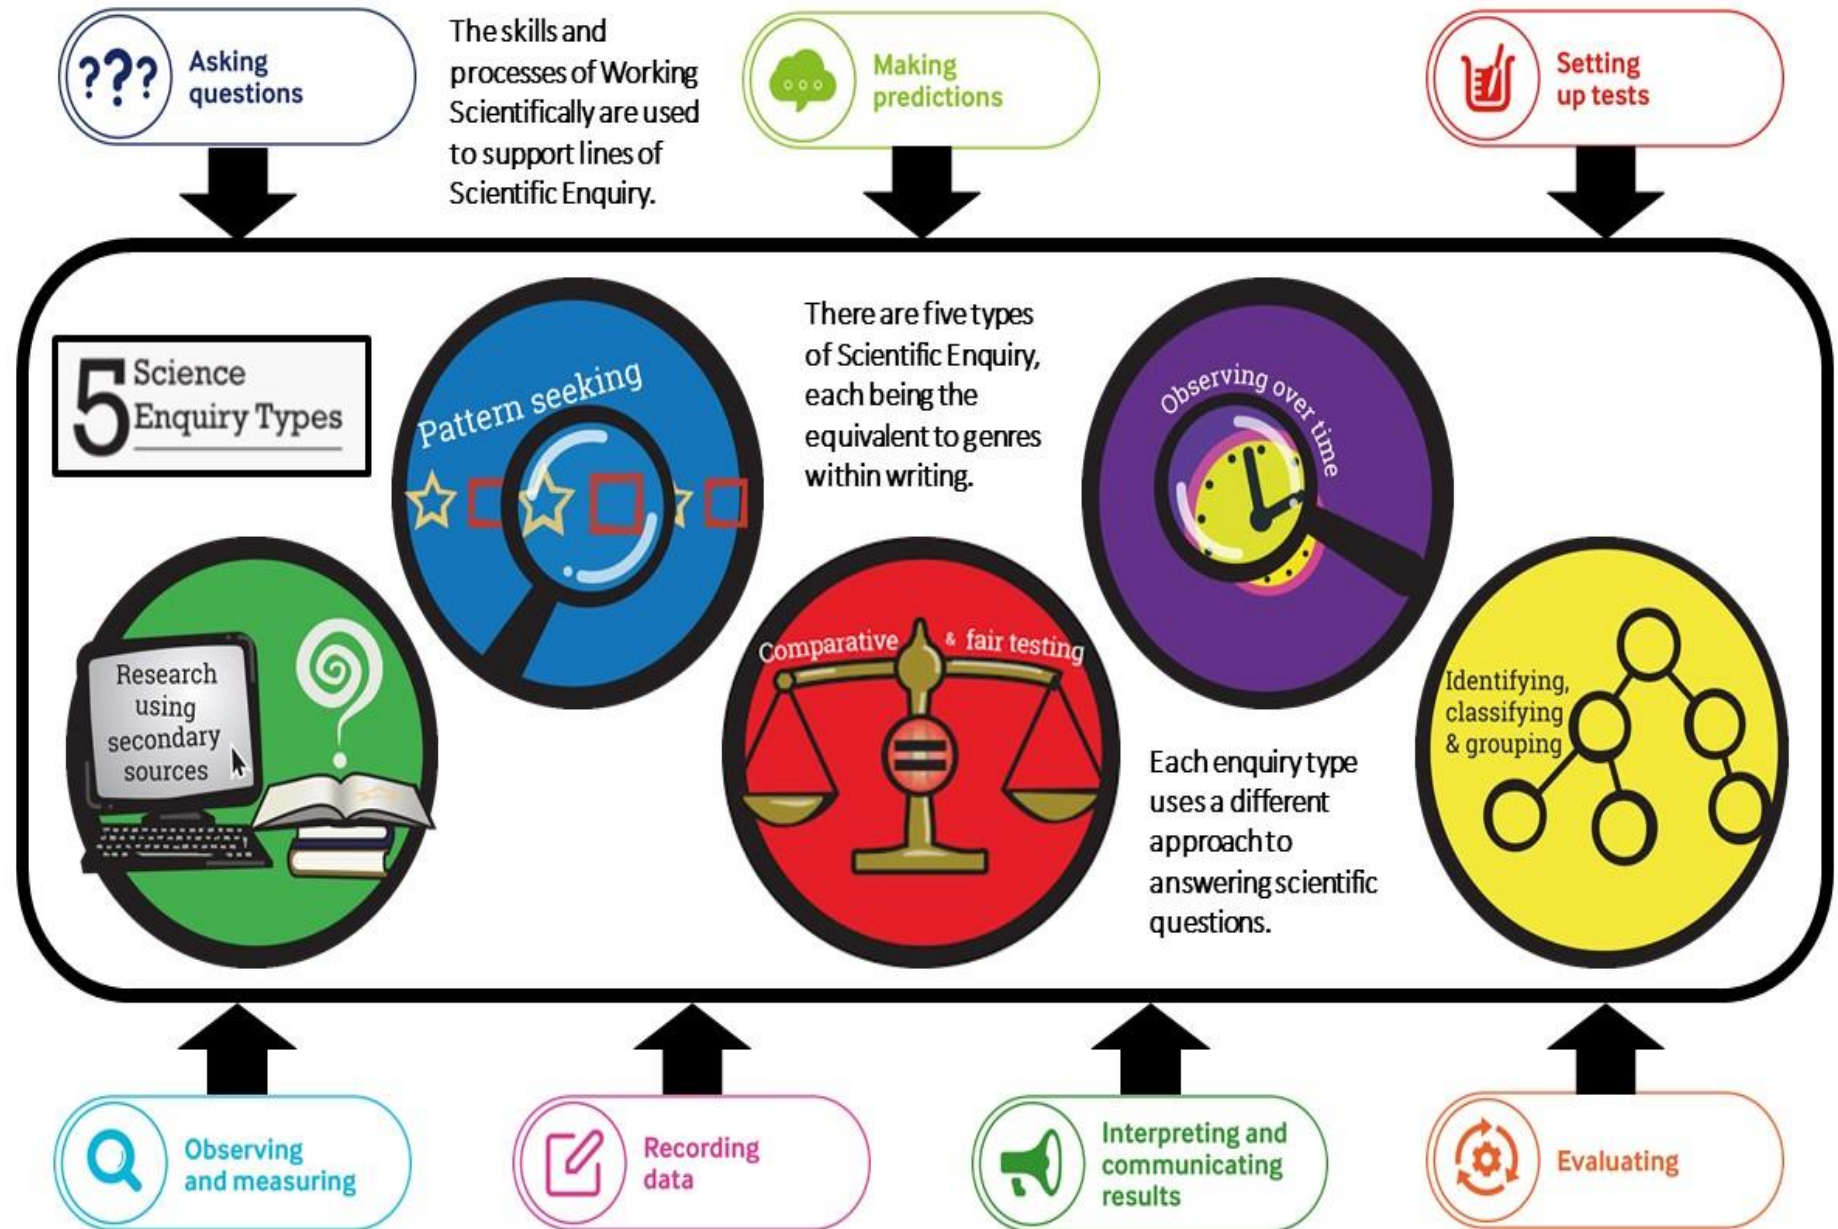 ???
Asking
questions
The skills and
processes of Working
Scientifically are used
to support lines of
Scientific Enquiry.
Making
predictions
Setting
up tests
5 Science
Enquiry Types
Pattern seeking
There are five types
of Scientific Enquiry,
each being the
equivalent to genres
within writing.
Observing over time
Research
using
secondary
sources
Comparative & fair testing
Each enquiry type
uses a different
approach to
answering scientific
questions.
Identifying,
classifying
& grouping
Observing
and measuring
Recording
data
Interpreting and
communicating
results
Evaluating